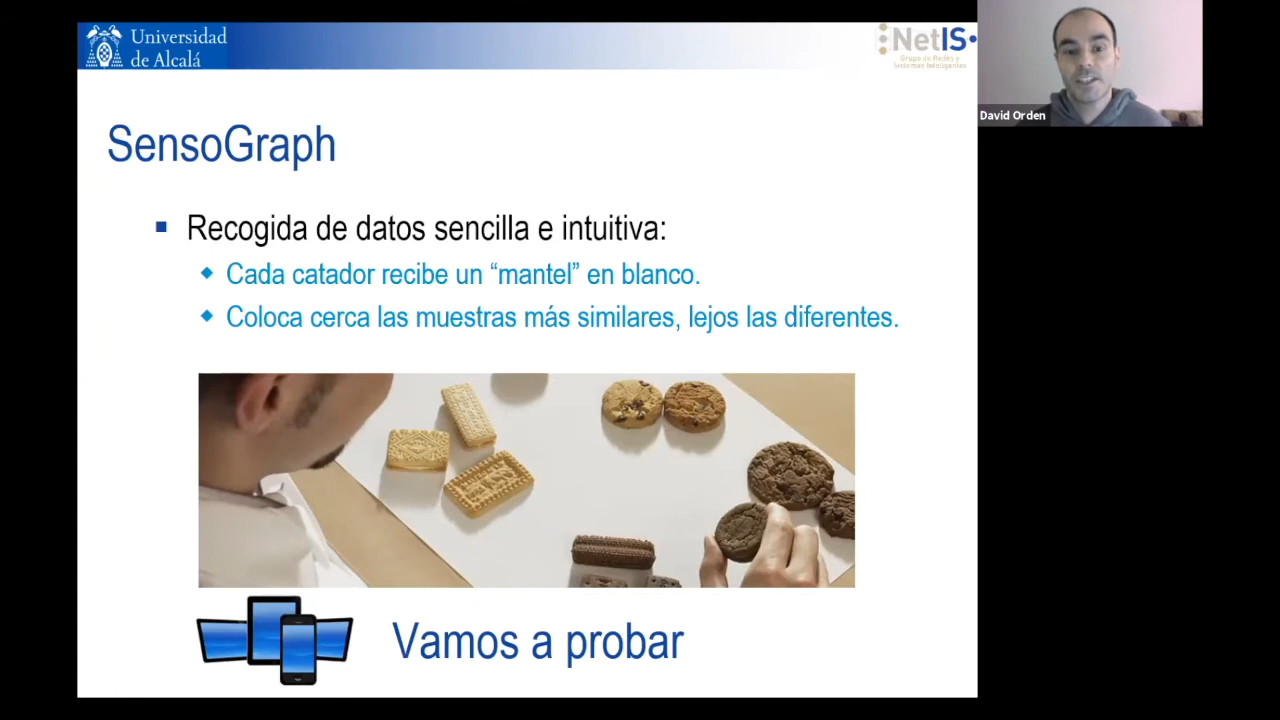 Universidad
de Alcalá
NetIS
Grupo de Redes y
Sistemas Inteligentes
David Orden
SensoGraph
Recogida de datos sencilla e intuitiva:
Cada catador recibe un “mantel” en blanco.
Coloca cerca las muestras más similares, lejos las diferentes.
Vamos a probar